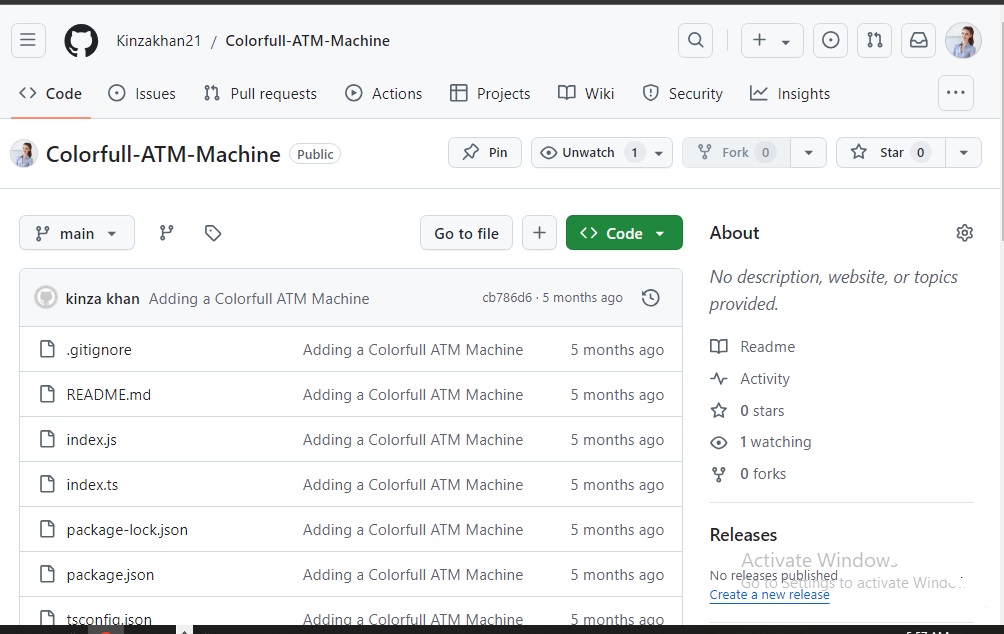 Kinzakhan21 / Colorfull-ATM-Machine
Code Issues Pull requests Actions Projects Wiki Security Insights
Colorfull-ATM-Machine Public Pin Unwatch 1 Fork 0 Star 0
main Go to file Code
kinza khan Adding a Colorfull ATM Machine cb786d6 · 5 months ago
.gitignore Adding a Colorfull ATM Machine 5 months ago
README.md Adding a Colorfull ATM Machine 5 months ago
index.js Adding a Colorfull ATM Machine 5 months ago
index.ts Adding a Colorfull ATM Machine 5 months ago
package-lock.json Adding a Colorfull ATM Machine 5 months ago
package.json Adding a Colorfull ATM Machine 5 months ago
tsconfig.json Adding a Colorfull ATM Machine 5 months ago
About
No description, website, or topics
provided.
Readme
Activity
0 stars
1 watching
0 forks
Releases
Activate Windows
No releases published
Go to Settings to activate
Create a new release